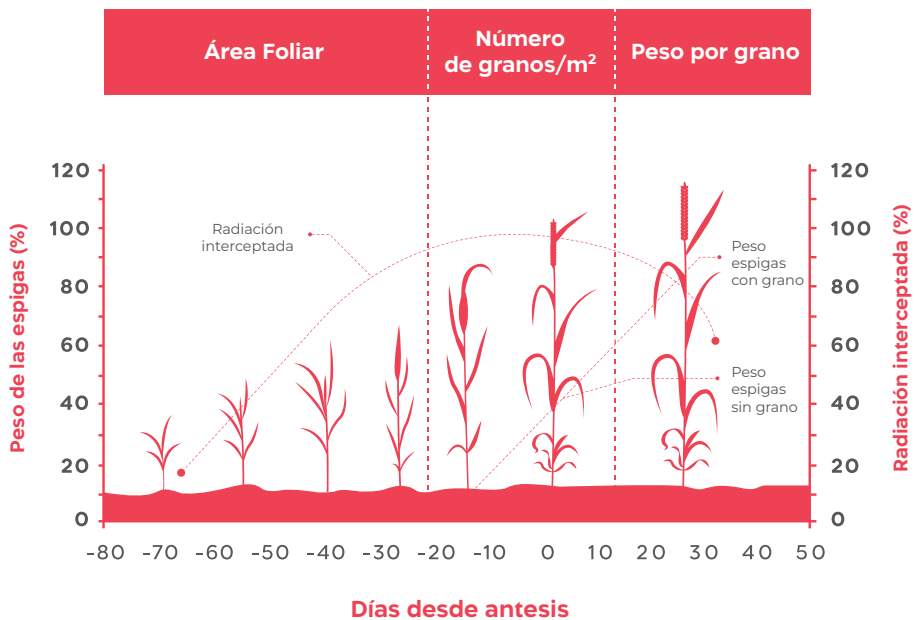 Área Foliar
Número
de granos/m²
Peso por grano
120
100
80
60
40
20
0
Peso de las espigas (%)
Radiación
interceptada
Peso
espigas
con grano
Peso
espigas
sin grano
120
100
80
60
40
20
0
Radiación interceptada (%)
-80 -70 -60 -50 -40 -30 -20 -10 0 10 20 30 40 50
Días desde antesis